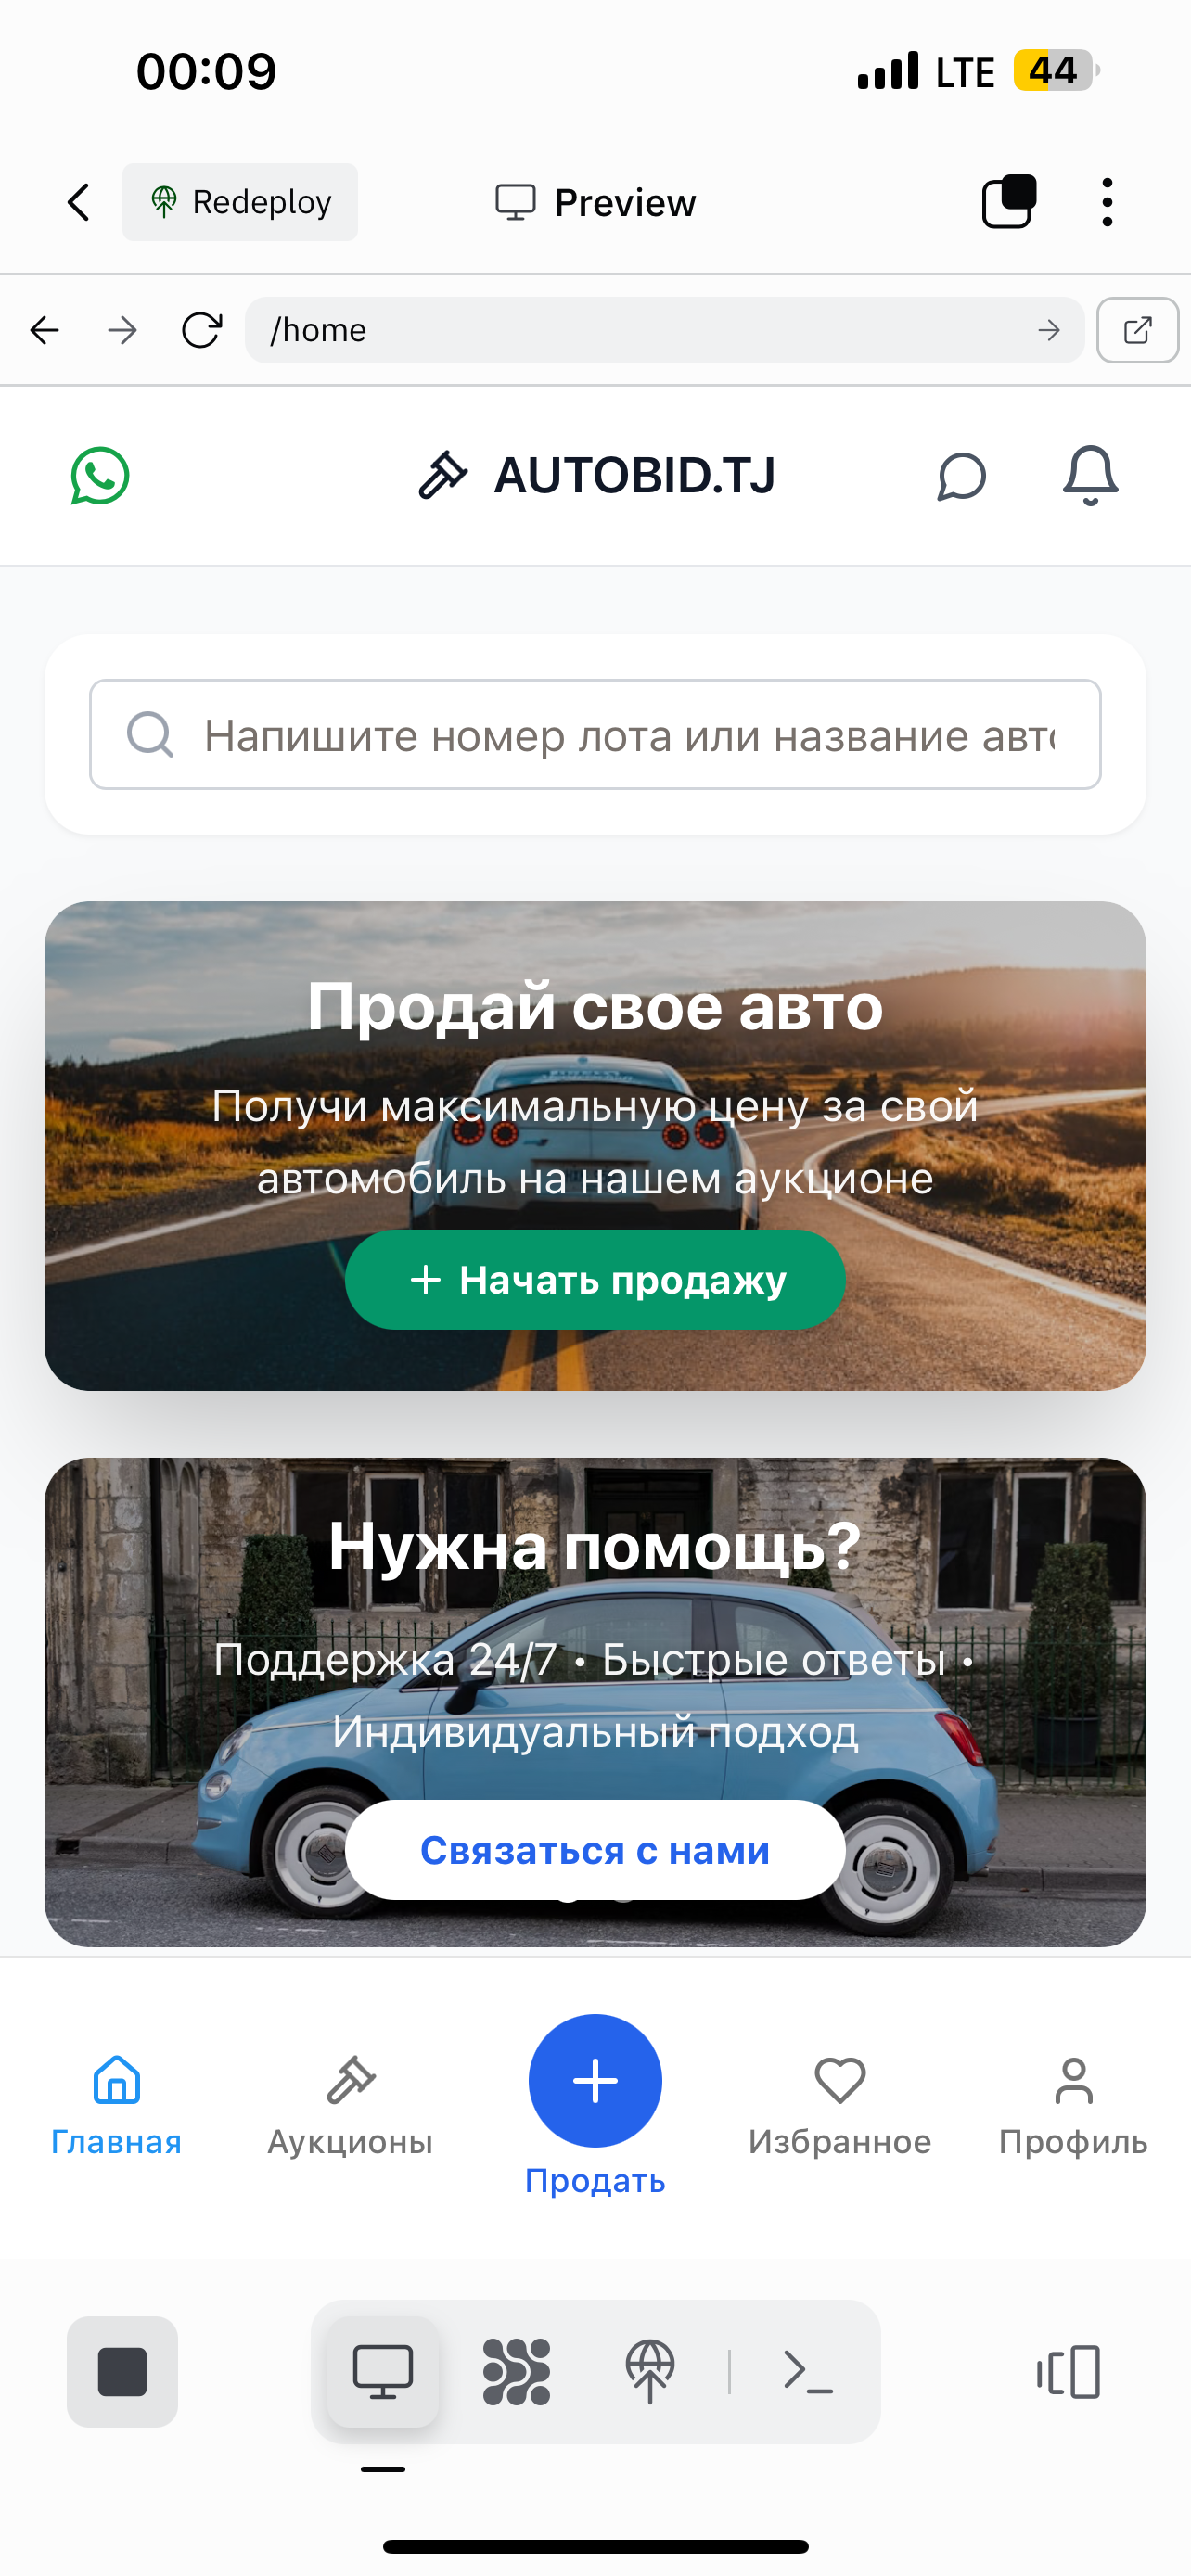 00:09
LTE
44
Redeploy
Preview
/home
AUTOBID.TJ
Напишите номер лота или название авто
Продай свое авто
Получи максимальную цену за свой
автомобиль на нашем аукционе
+ Начать продажу
Нужна помощь?
Поддержка 24/7 • Быстрые ответы •
Индивидуальный подход
Связаться с нами
Главная
Аукционы
Продать
Избранное
Профиль